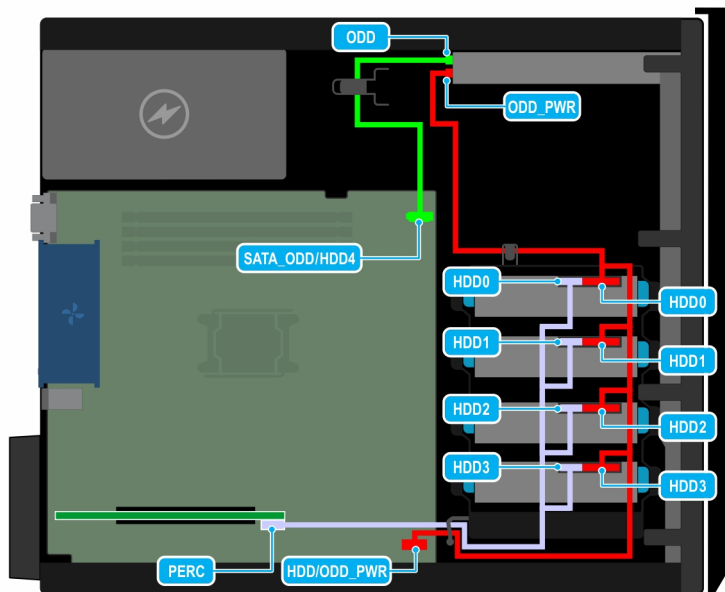 ODD
ODD_PWR
SATA_ODD/HDD4
HDD0
HDD0
HDD1
HDD1
HDD2
HDD2
HDD3
HDD3
PERC
HDD/ODD_PWR